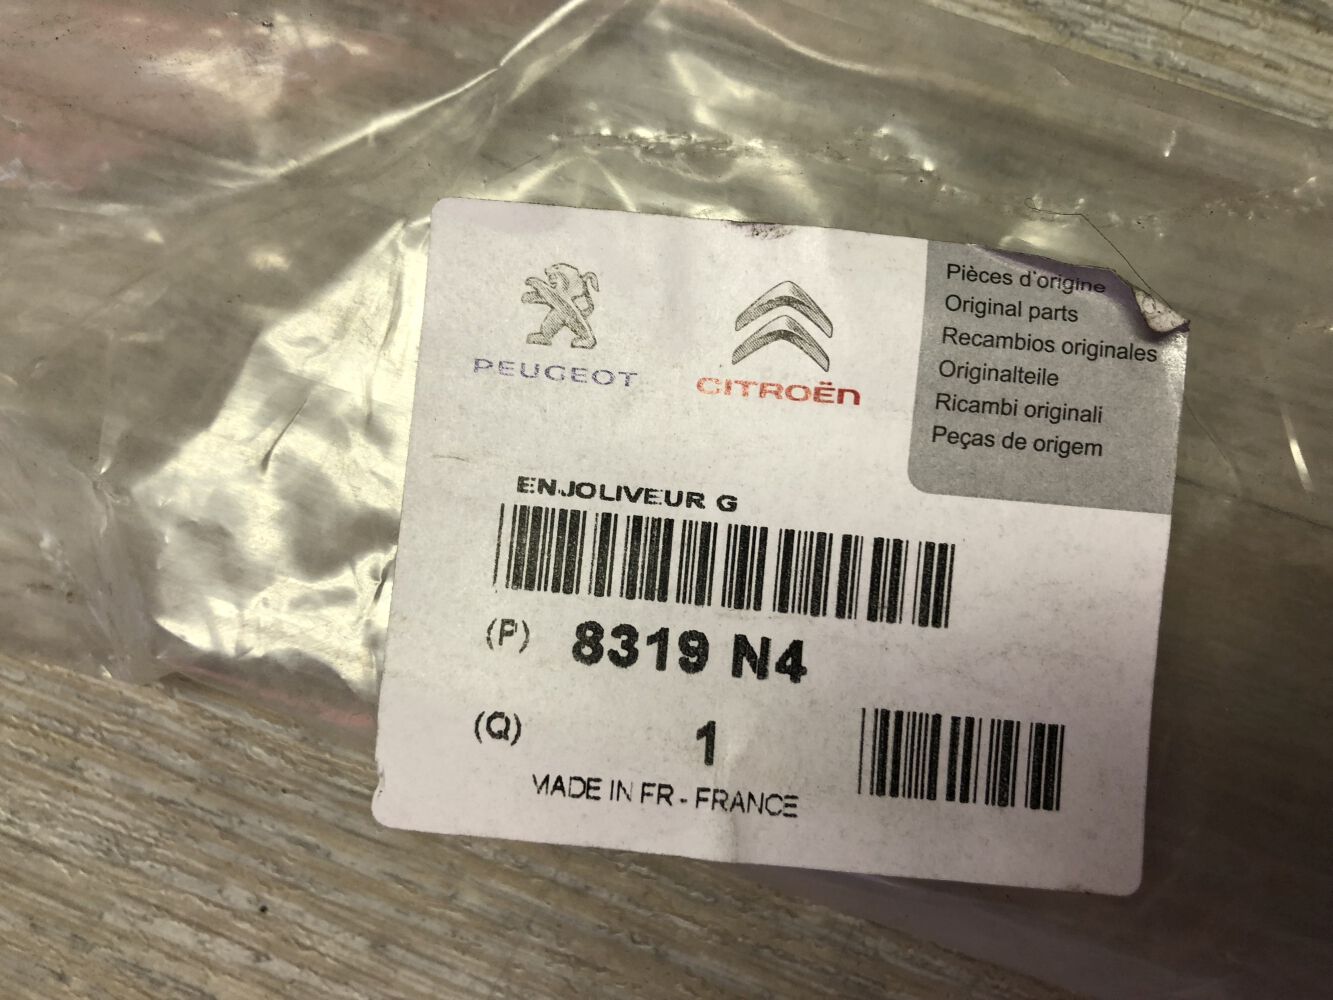 PEUGEOT
CITROËN
Pièces d'origine
Original parts
Recambios originales
Originalteile
Ricambi originali
Peças de origem
ENJOLIVEUR G
(P) 8319 N4
(Q) 1
MADE IN FR - FRANCE